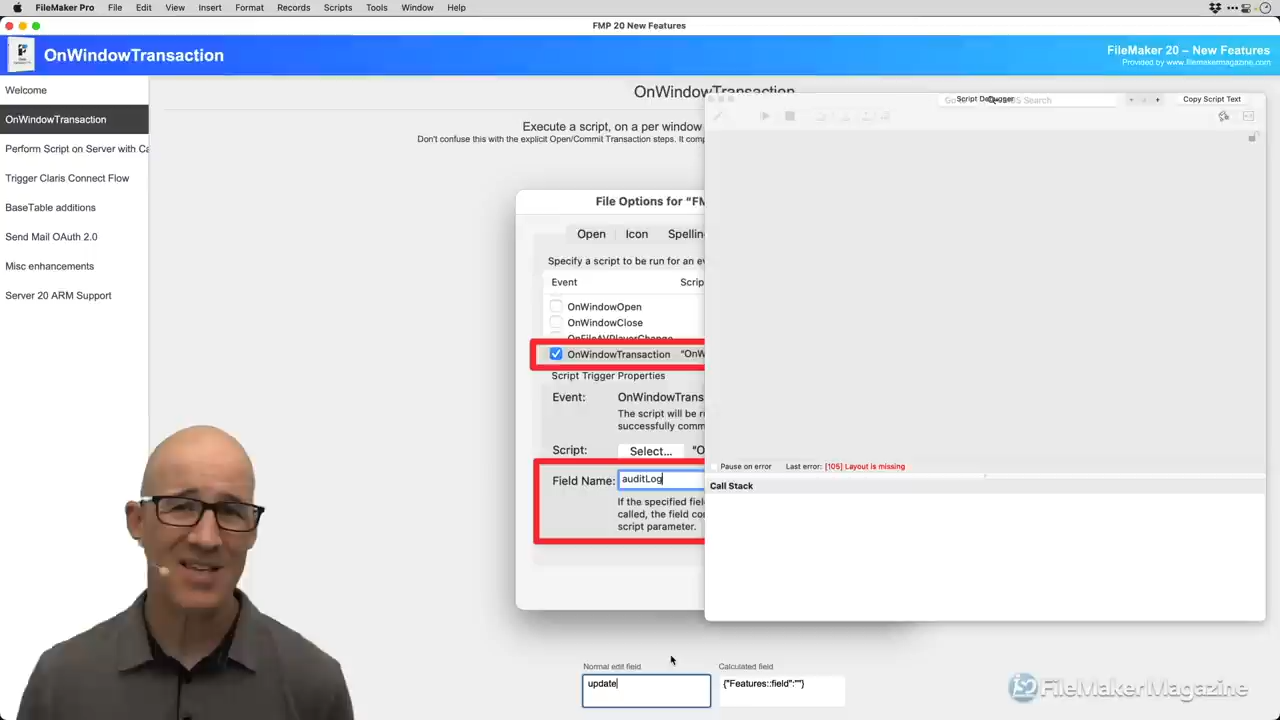 FileMaker Pro File Edit View Insert Format Records Scripts Tools Window Help
FMP 20 New Features
OnWindowTransaction
FileMaker 20 – New Features
Provided by www.filemakermagazine.com
Welcome
OnWindowTransaction
Perform Script on Server with Ca
Trigger Claris Connect Flow
BaseTable additions
Send Mail OAuth 2.0
Misc enhancements
Server 20 ARM Support
OnWindowTransaction
Execute a script, on a per window
Don't confuse this with the explicit Open/Commit Transaction steps. It comp
File Options for "FM
Open Icon Spelling
Specify a script to be run for an ev
Event Scrip
OnWindowOpen
OnWindowClose
OnFileAVPlayerChange
OnWindowTransaction "OnW
Script Trigger Properties
Event: OnWindowTrans
The script will be ru
successfully comm
Script: Select... "O
Field Name: auditLog
If the specified fiel
called, the field con
script parameter.
Script Debugger
Search
Copy Script Text
Pause on error Last error: [105] Layout is missing
Call Stack
Normal edit field
update
Calculated field
{"Features::field":""}
FileMakerMagazine